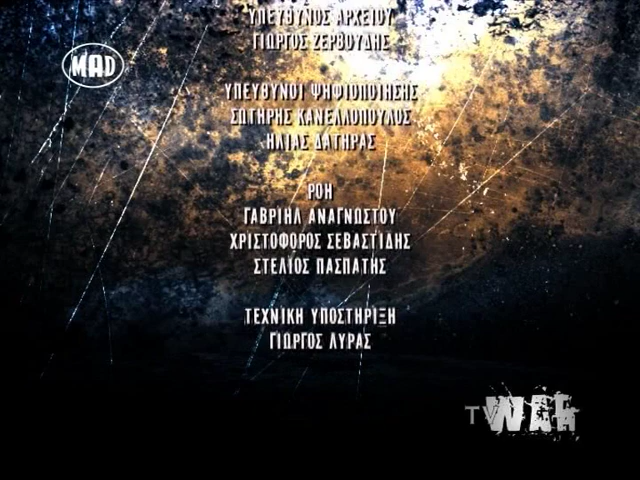 ΥΠΕΥΘΥΝΟΣ ΑΡΧΕΙΟΥ
ΓΙΩΡΓΟΣ ΖΕΡΒΟΥΔΗΣ
MAD
ΥΠΕΥΘΥΝΟΙ ΨΗΦΙΟΠΟΙΗΣΗΣ
ΣΩΤΗΡΗΣ ΚΑΝΕΛΛΟΠΟΥΛΟΣ
ΗΛΙΑΣ ΔΑΤΗΡΑΣ
ΡΟΗ
ΓΑΒΡΙΗΛ ΑΝΑΓΝΩΣΤΟΥ
ΧΡΙΣΤΟΦΟΡΟΣ ΣΕΒΑΣΤΙΔΗΣ
ΣΤΕΛΙΟΣ ΠΑΣΠΑΤΗΣ
ΤΕΧΝΙΚΗ ΥΠΟΣΤΗΡΙΞΗ
ΓΙΩΡΓΟΣ ΛΥΡΑΣ
TV WAR